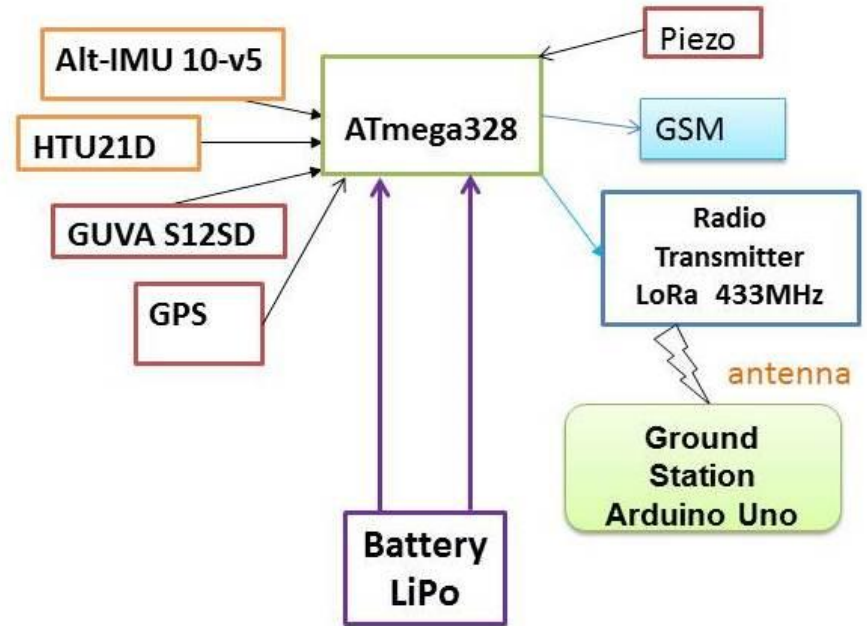 Alt-IMU 10-v5
HTU21D
GUVA S12SD
GPS
ATmega328
Piezo
GSM
Radio
Transmitter
LoRa 433MHz
antenna
Ground
Station
Arduino Uno
Battery
LiPo